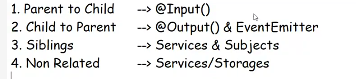 1. Parent to Child --> @Input()
2. Child to Parent --> @Output() & EventEmitter
3. Siblings --> Services & Subjects
4. Non Related --> Services/Storages